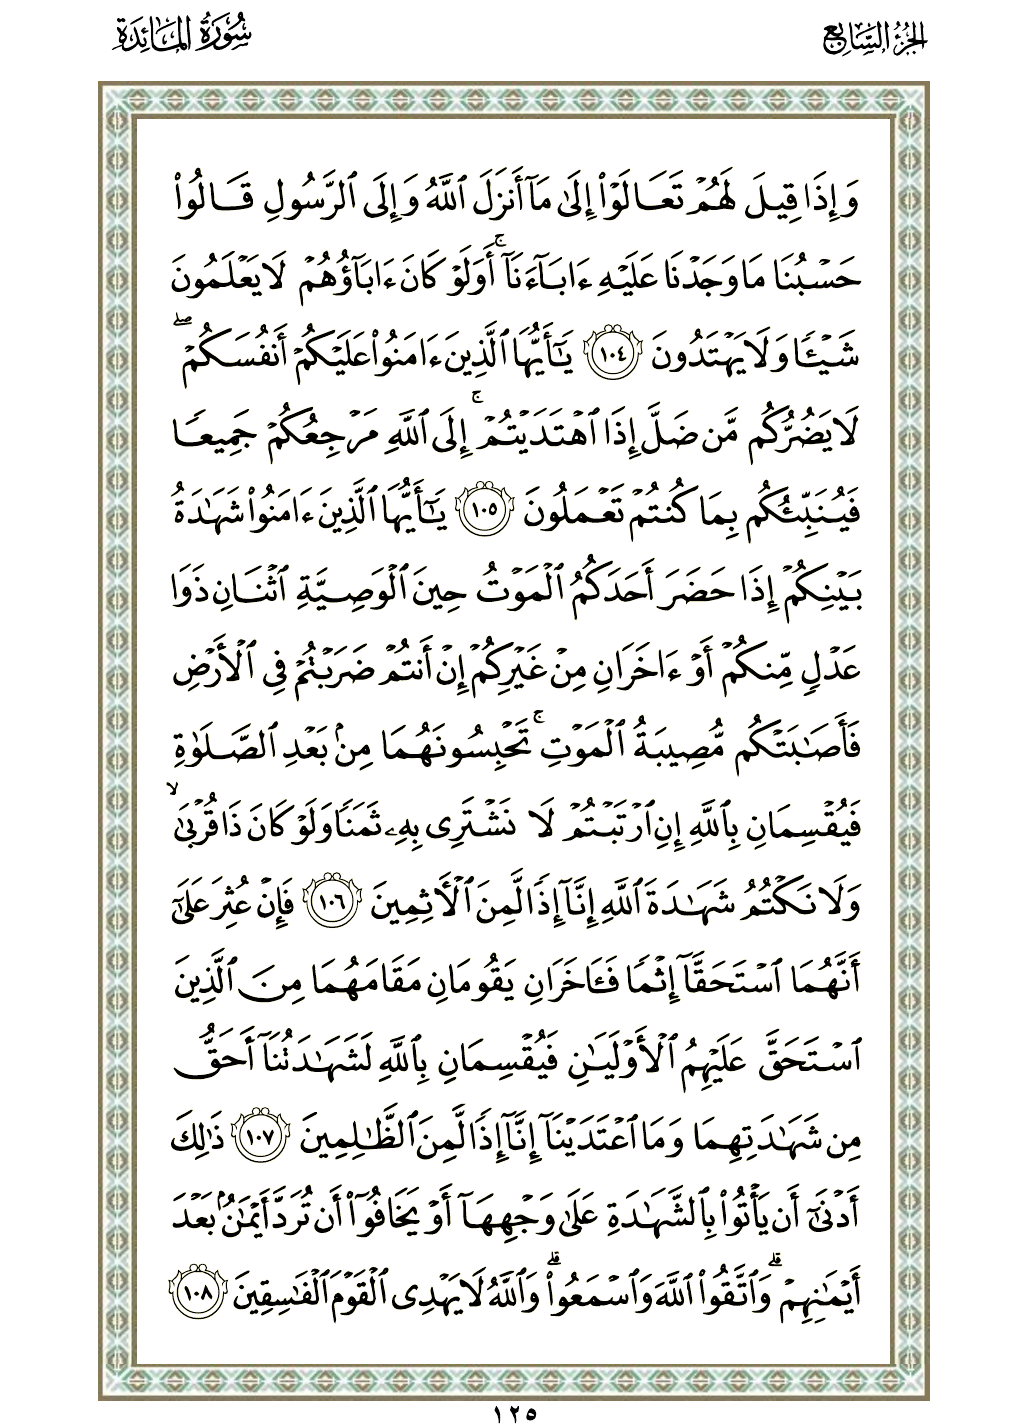 الجزء السابع
سورة المائدة
وَإِذَا قِيلَ لَهُمْ تَعَالَوْا۟ إِلَىٰ مَآ أَنزَلَ ٱللَّهُ وَإِلَى ٱلرَّسُولِ قَالُوا۟
حَسْبُنَا مَا وَجَدْنَا عَلَيْهِ ءَابَآءَنَآ ۚ أَوَلَوْ كَانَ ءَابَآؤُهُمْ لَا يَعْلَمُونَ
شَيْـًٔا وَلَا يَهْتَدُونَ ١٠٤ يَـٰٓأَيُّهَا ٱلَّذِينَ ءَامَنُوا۟ عَلَيْكُمْ أَنفُسَكُمْ ۖ
لَا يَضُرُّكُم مَّن ضَلَّ إِذَا ٱهْتَدَيْتُمْ ۚ إِلَى ٱللَّهِ مَرْجِعُكُمْ جَمِيعًا
فَيُنَبِّئُكُم بِمَا كُنتُمْ تَعْمَلُونَ ١٠٥ يَـٰٓأَيُّهَا ٱلَّذِينَ ءَامَنُوا۟ شَهَـٰدَةُ
بَيْنِكُمْ إِذَا حَضَرَ أَحَدَكُمُ ٱلْمَوْتُ حِينَ ٱلْوَصِيَّةِ ٱثْنَانِ ذَوَا
عَدْلٍ مِّنكُمْ أَوْ ءَاخَرَانِ مِنْ غَيْرِكُمْ إِنْ أَنتُمْ ضَرَبْتُمْ فِى ٱلْأَرْضِ
فَأَصَـٰبَتْكُم مُّصِيبَةُ ٱلْمَوْتِ ۚ تَحْبِسُونَهُمَا مِنۢ بَعْدِ ٱلصَّلَوٰةِ
فَيُقْسِمَانِ بِٱللَّهِ إِنِ ٱرْتَبْتُمْ لَا نَشْتَرِى بِهِۦ ثَمَنًا وَلَوْ كَانَ ذَا قُرْبَىٰ ۙ
وَلَا نَكْتُمُ شَهَـٰدَةَ ٱللَّهِ إِنَّآ إِذًا لَّمِنَ ٱلْـَٔاثِمِينَ ١٠٦ فَإِنْ عُثِرَ عَلَىٰٓ
أَنَّهُمَا ٱسْتَحَقَّآ إِثْمًا فَـَٔاخَرَانِ يَقُومَانِ مَقَامَهُمَا مِنَ ٱلَّذِينَ
ٱسْتَحَقَّ عَلَيْهِمُ ٱلْأَوْلَيَـٰنِ فَيُقْسِمَانِ بِٱللَّهِ لَشَهَـٰدَتُنَآ أَحَقُّ
مِن شَهَـٰدَتِهِمَا وَمَا ٱعْتَدَيْنَآ إِنَّآ إِذًا لَّمِنَ ٱلظَّـٰلِمِينَ ١٠٧ ذَٰلِكَ
أَدْنَىٰٓ أَن يَأْتُوا۟ بِٱلشَّهَـٰدَةِ عَلَىٰ وَجْهِهَآ أَوْ يَخَافُوٓا۟ أَن تُرَدَّ أَيْمَـٰنٌۢ بَعْدَ
أَيْمَـٰنِهِمْ ۗ وَٱتَّقُوا۟ ٱللَّهَ وَٱسْمَعُوا۟ ۗ وَٱللَّهُ لَا يَهْدِى ٱلْقَوْمَ ٱلْفَـٰسِقِينَ ١٠٨
١٢٥